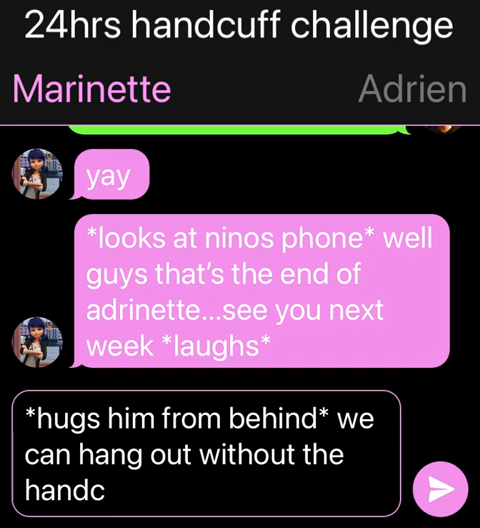 24hrs handcuff challenge
Marinette Adrien
yay
*looks at ninos phone* well
guys that’s the end of
adrinette...see you next
week *laughs*
*hugs him from behind* we
can hang out without the
handc